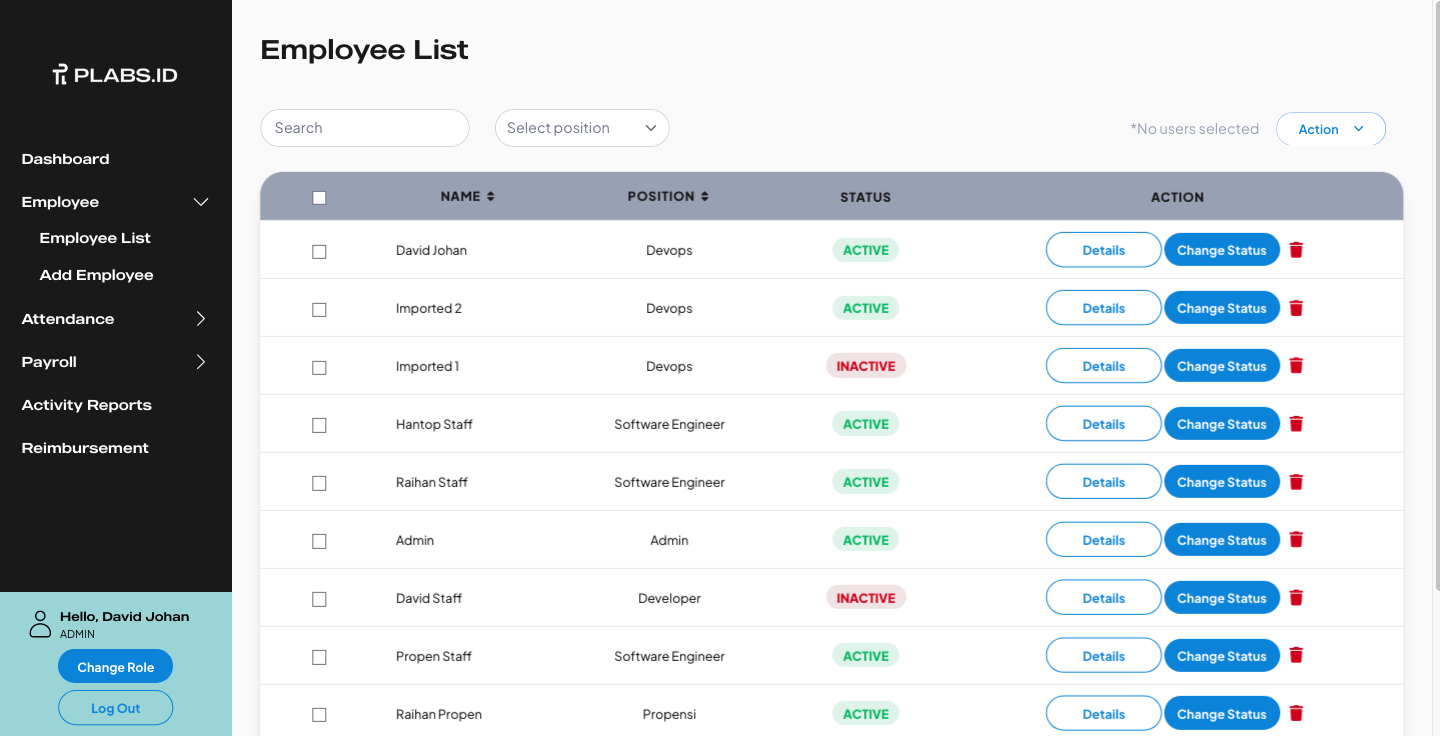 PLABS.ID
Dashboard
Employee
Employee List
Add Employee
Attendance
Payroll
Activity Reports
Reimbursement
Hello, David Johan
ADMIN
Change Role
Log Out
Employee List
Search
Select position
*No users selected
Action
NAME POSITION STATUS ACTION
David Johan Devops ACTIVE Details Change Status
Imported 2 Devops ACTIVE Details Change Status
Imported 1 Devops INACTIVE Details Change Status
Hantop Staff Software Engineer ACTIVE Details Change Status
Raihan Staff Software Engineer ACTIVE Details Change Status
Admin Admin ACTIVE Details Change Status
David Staff Developer INACTIVE Details Change Status
Propen Staff Software Engineer ACTIVE Details Change Status
Raihan Propen Propensi ACTIVE Details Change Status